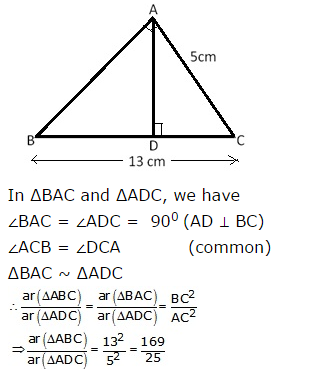 A
5cm
B
D
C
13 cm
In ΔBAC and ΔADC, we have
∠BAC = ∠ADC = 90⁰ (AD ⊥ BC)
∠ACB = ∠DCA (common)
ΔBAC ~ ΔADC
∴ ar(ΔABC)/ar(ΔADC) = ar(ΔBAC)/ar(ΔADC) = BC²/AC²
⇒ ar(ΔABC)/ar(ΔADC) = 13²/5² = 169/25